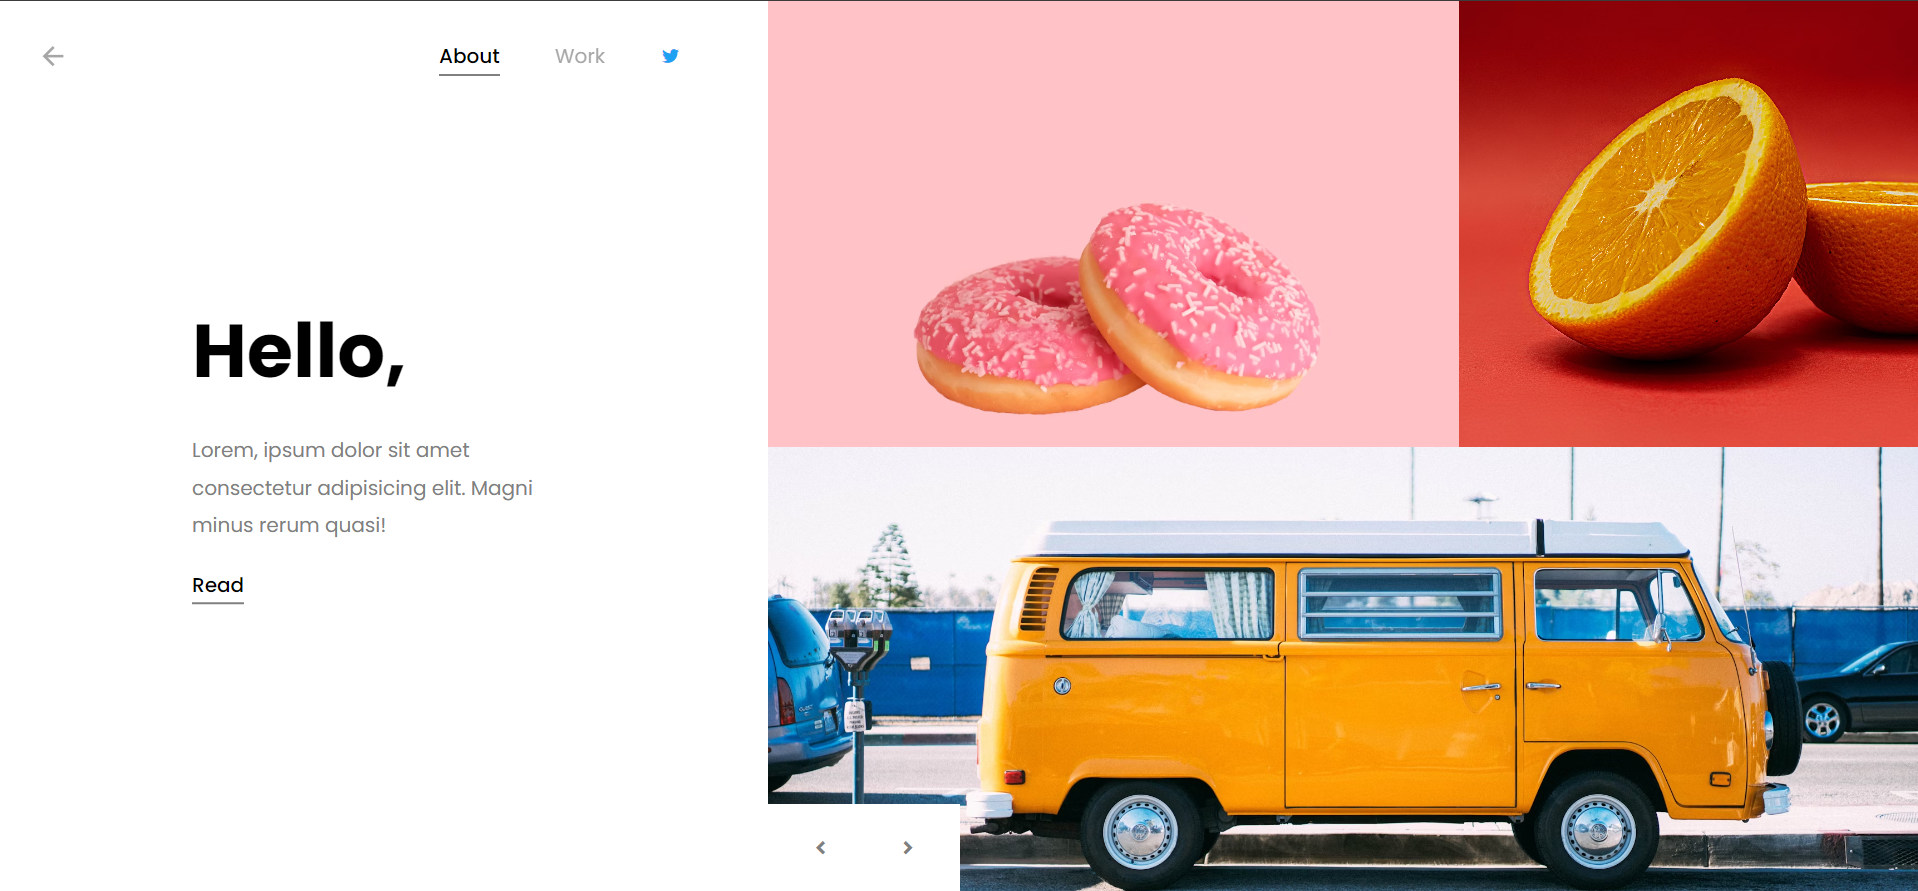 About
Work
Hello,
Lorem, ipsum dolor sit amet
consectetur adipisicing elit. Magni
minus rerum quasi!
Read